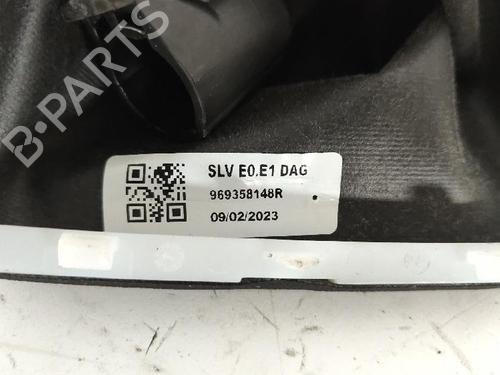 B-PARTS
SLV E0.E1 DAG
969358148R
09/02/2023